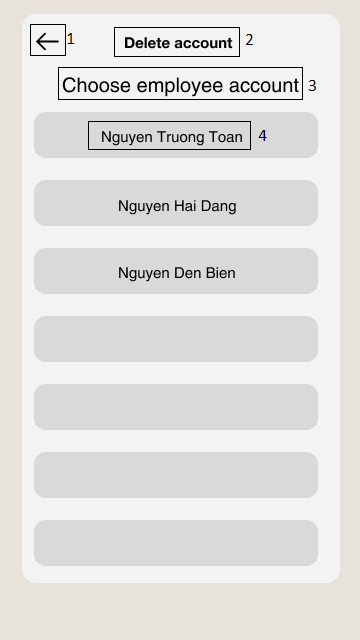 1
Delete account 2
Choose employee account 3
Nguyen Truong Toan 4
Nguyen Hai Dang
Nguyen Den Bien